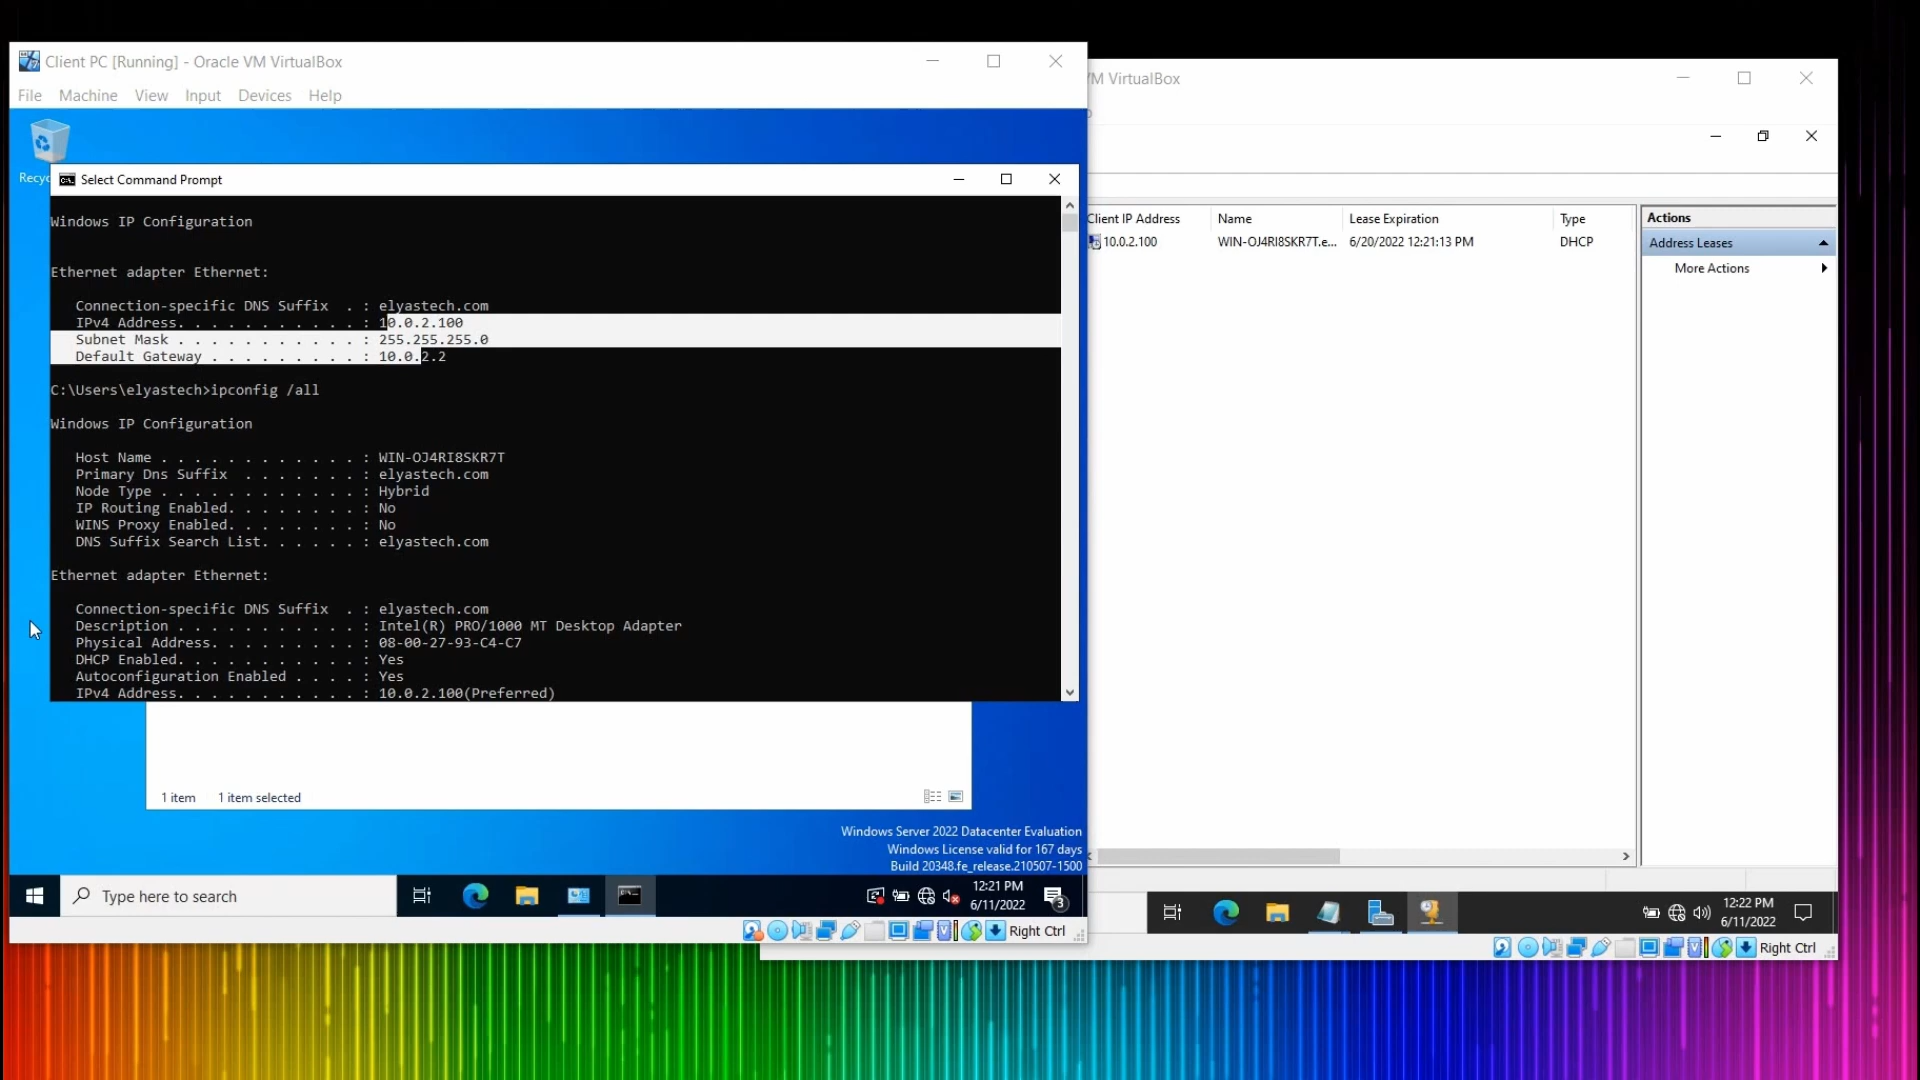 Client PC [Running] - Oracle VM VirtualBox
File Machine View Input Devices Help
Select Command Prompt
Windows IP Configuration
Ethernet adapter Ethernet:
Connection-specific DNS Suffix . : elyastech.com
IPv4 Address. . . . . . . . . . . : 10.0.2.100
Subnet Mask . . . . . . . . . . . : 255.255.255.0
Default Gateway . . . . . . . . . : 10.0.2.2
C:\Users\elyastech>ipconfig /all
Windows IP Configuration
Host Name . . . . . . . . . . . . : WIN-OJ4RI8SKR7T
Primary Dns Suffix . . . . . . . : elyastech.com
Node Type . . . . . . . . . . . . : Hybrid
IP Routing Enabled. . . . . . . . : No
WINS Proxy Enabled. . . . . . . . : No
DNS Suffix Search List. . . . . . : elyastech.com
Ethernet adapter Ethernet:
Connection-specific DNS Suffix . : elyastech.com
Description . . . . . . . . . . . : Intel(R) PRO/1000 MT Desktop Adapter
Physical Address. . . . . . . . . : 08-00-27-93-C4-C7
DHCP Enabled. . . . . . . . . . . : Yes
Autoconfiguration Enabled . . . . : Yes
IPv4 Address. . . . . . . . . . . : 10.0.2.100(Preferred)
1 item 1 item selected
Windows Server 2022 Datacenter Evaluation
Windows License valid for 167 days
Build 20348.fe_release.210507-1500
Type here to search
12:21 PM
6/11/2022
3
Right Ctrl
VM VirtualBox
Client IP Address Name Lease Expiration Type
10.0.2.100 WIN-OJ4RI8SKR7T.e... 6/20/2022 12:21:13 PM DHCP
Actions
Address Leases
More Actions
12:22 PM
6/11/2022
Right Ctrl